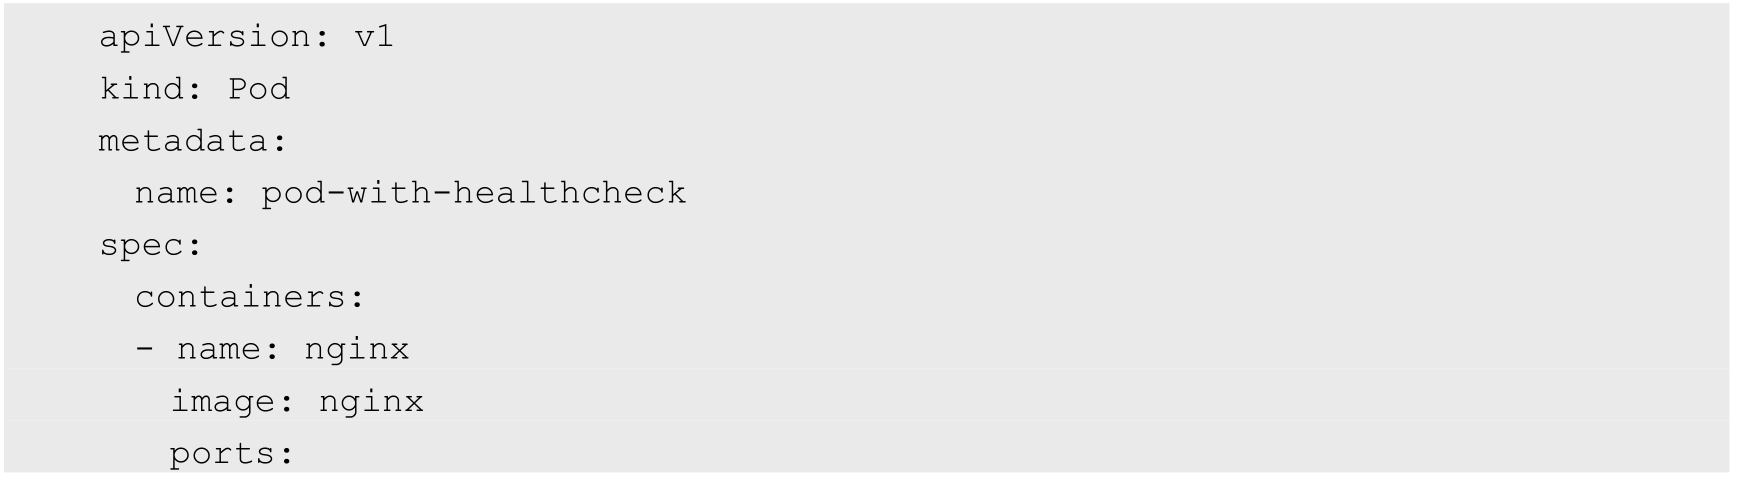 apiVersion: v1
kind: Pod
metadata:
  name: pod-with-healthcheck
spec:
  containers:
  - name: nginx
    image: nginx
    ports: